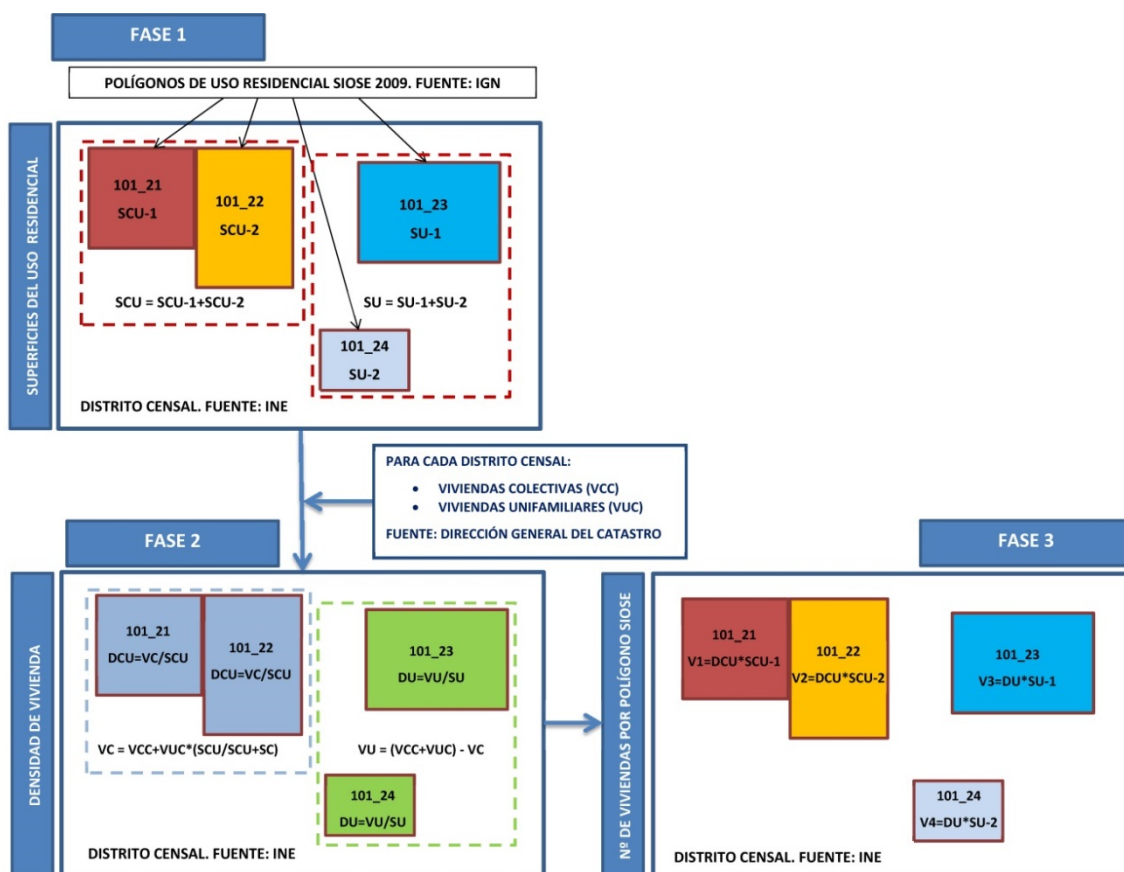 FASE 1
POLÍGONOS DE USO RESIDENCIAL SIOSE 2009. FUENTE: IGN
SUPERFICIES DEL USO RESIDENCIAL
101_21
SCU-1
101_22
SCU-2
101_23
SU-1
SCU = SCU-1+SCU-2
SU = SU-1+SU-2
101_24
SU-2
DISTRITO CENSAL. FUENTE: INE
PARA CADA DISTRITO CENSAL:
• VIVIENDAS COLECTIVAS (VCC)
• VIVIENDAS UNIFAMILIARES (VUC)
FUENTE: DIRECCIÓN GENERAL DEL CATASTRO
FASE 2
DENSIDAD DE VIVIENDA
101_21
DCU=VC/SCU
101_22
DCU=VC/SCU
101_23
DU=VU/SU
VC = VCC+VUC*(SCU/SCU+SC)
VU = (VCC+VUC) - VC
101_24
DU=VU/SU
DISTRITO CENSAL. FUENTE: INE
FASE 3
Nº DE VIVIENDAS POR POLÍGONO SIOSE
101_21
V1=DCU*SCU-1
101_22
V2=DCU*SCU-2
101_23
V3=DU*SU-1
101_24
V4=DU*SU-2
DISTRITO CENSAL. FUENTE: INE